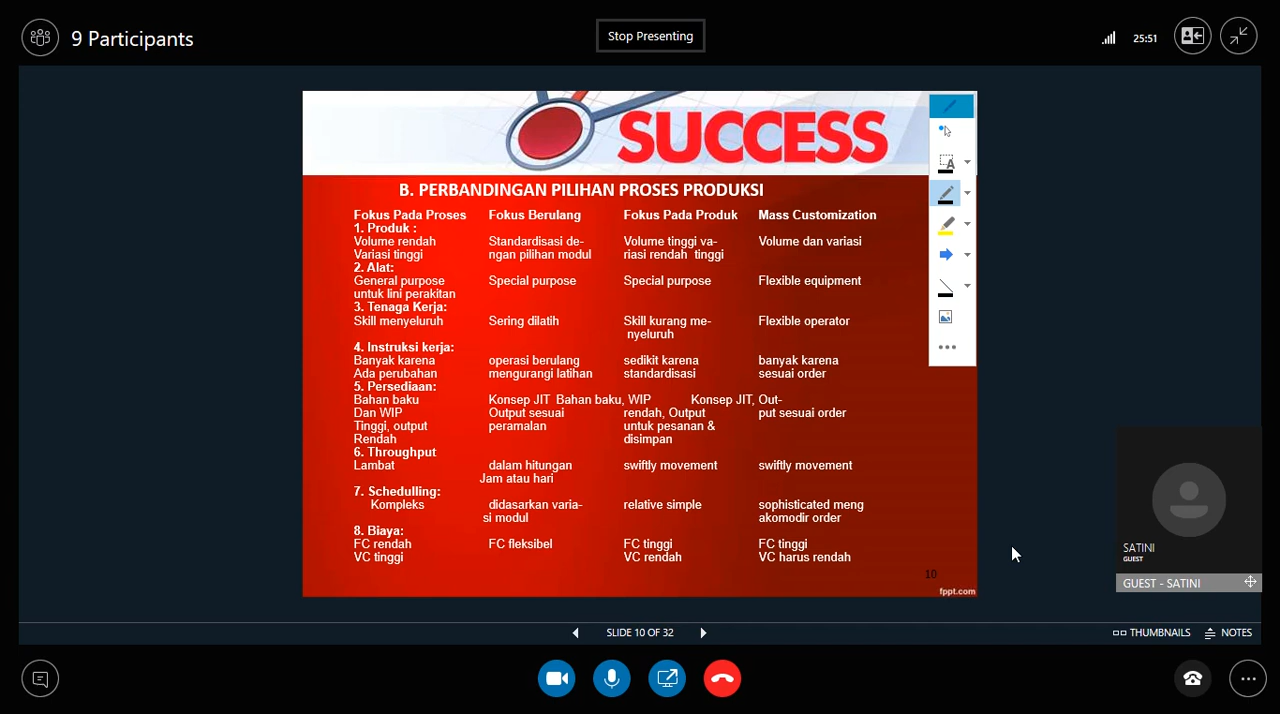 9 Participants
Stop Presenting
25:51
SUCCESS
B. PERBANDINGAN PILIHAN PROSES PRODUKSI
Fokus Pada Proses Fokus Berulang Fokus Pada Produk Mass Customization
1. Produk :
Volume rendah Standardisasi de- Volume tinggi va- Volume dan variasi
Variasi tinggi ngan pilihan modul riasi rendah tinggi
2. Alat:
General purpose Special purpose Special purpose Flexible equipment
untuk lini perakitan
3. Tenaga Kerja:
Skill menyeluruh Sering dilatih Skill kurang me- Flexible operator
nyeluruh
4. Instruksi kerja:
Banyak karena operasi berulang sedikit karena banyak karena
Ada perubahan mengurangi latihan standardisasi sesuai order
5. Persediaan:
Bahan baku Konsep JIT Bahan baku, WIP Konsep JIT, Out-
Dan WIP Output sesuai rendah, Output put sesuai order
Tinggi, output peramalan untuk pesanan &
Rendah disimpan
6. Throughput
Lambat dalam hitungan swiftly movement swiftly movement
Jam atau hari
7. Schedulling:
Kompleks didasarkan varia- relative simple sophisticated meng
si modul akomodir order
8. Biaya:
FC rendah FC fleksibel FC tinggi FC tinggi
VC tinggi VC rendah VC harus rendah
10
fppt.com
SATINI
GUEST
GUEST - SATINI
SLIDE 10 OF 32
THUMBNAILS
NOTES